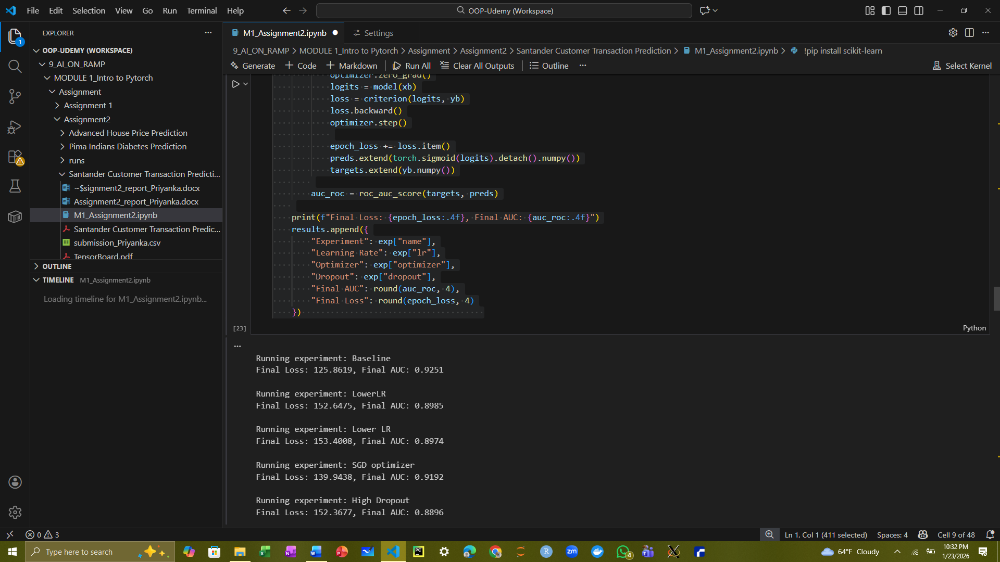 File Edit Selection View Go Run Terminal Help
OOP-Udemy (Workspace)
EXPLORER
OOP-UDEMY (WORKSPACE)
9_AI_ON_RAMP
MODULE 1_Intro to Pytorch
Assignment
Assignment 1
Assignment2
Advanced House Price Prediction
Pima Indians Diabetes Prediction
runs
Santander Customer Transaction Predicti...
~$signment2_report_Priyanka.docx
Assignment2_report_Priyanka.docx
M1_Assignment2.ipynb
Santander Customer Transaction Predic...
submission_Priyanka.csv
TensorBoard.pdf
OUTLINE
TIMELINE M1_Assignment2.ipynb
Loading timeline for M1_Assignment2.ipynb...
1
M1_Assignment2.ipynb
Settings
9_AI_ON_RAMP > MODULE 1_Intro to Pytorch > Assignment > Assignment2 > Santander Customer Transaction Prediction > M1_Assignment2.ipynb > !pip install scikit-learn
Generate + Code + Markdown Run All Clear All Outputs Outline ... Select Kernel
optimizer.zero_grad()
logits = model(xb)
loss = criterion(logits, yb)
loss.backward()
optimizer.step()
epoch_loss += loss.item()
preds.extend(torch.sigmoid(logits).detach().numpy())
targets.extend(yb.numpy())
auc_roc = roc_auc_score(targets, preds)
print(f"Final Loss: {epoch_loss:.4f}, Final AUC: {auc_roc:.4f}")
results.append({
"Experiment": exp["name"],
"Learning Rate": exp["lr"],
"Optimizer": exp["optimizer"],
"Dropout": exp["dropout"],
"Final AUC": round(auc_roc, 4),
"Final Loss": round(epoch_loss, 4)
})
[23]
Python
...
Running experiment: Baseline
Final Loss: 125.8619, Final AUC: 0.9251
Running experiment: LowerLR
Final Loss: 152.6475, Final AUC: 0.8985
Running experiment: Lower LR
Final Loss: 153.4008, Final AUC: 0.8974
Running experiment: SGD optimizer
Final Loss: 139.9438, Final AUC: 0.9192
Running experiment: High Dropout
Final Loss: 152.3677, Final AUC: 0.8896
0 3
Ln 1, Col 1 (411 selected) Spaces: 4 Cell 9 of 48
Type here to search
PC
R
zm
4
64°F Cloudy
10:32 PM
1/23/2026